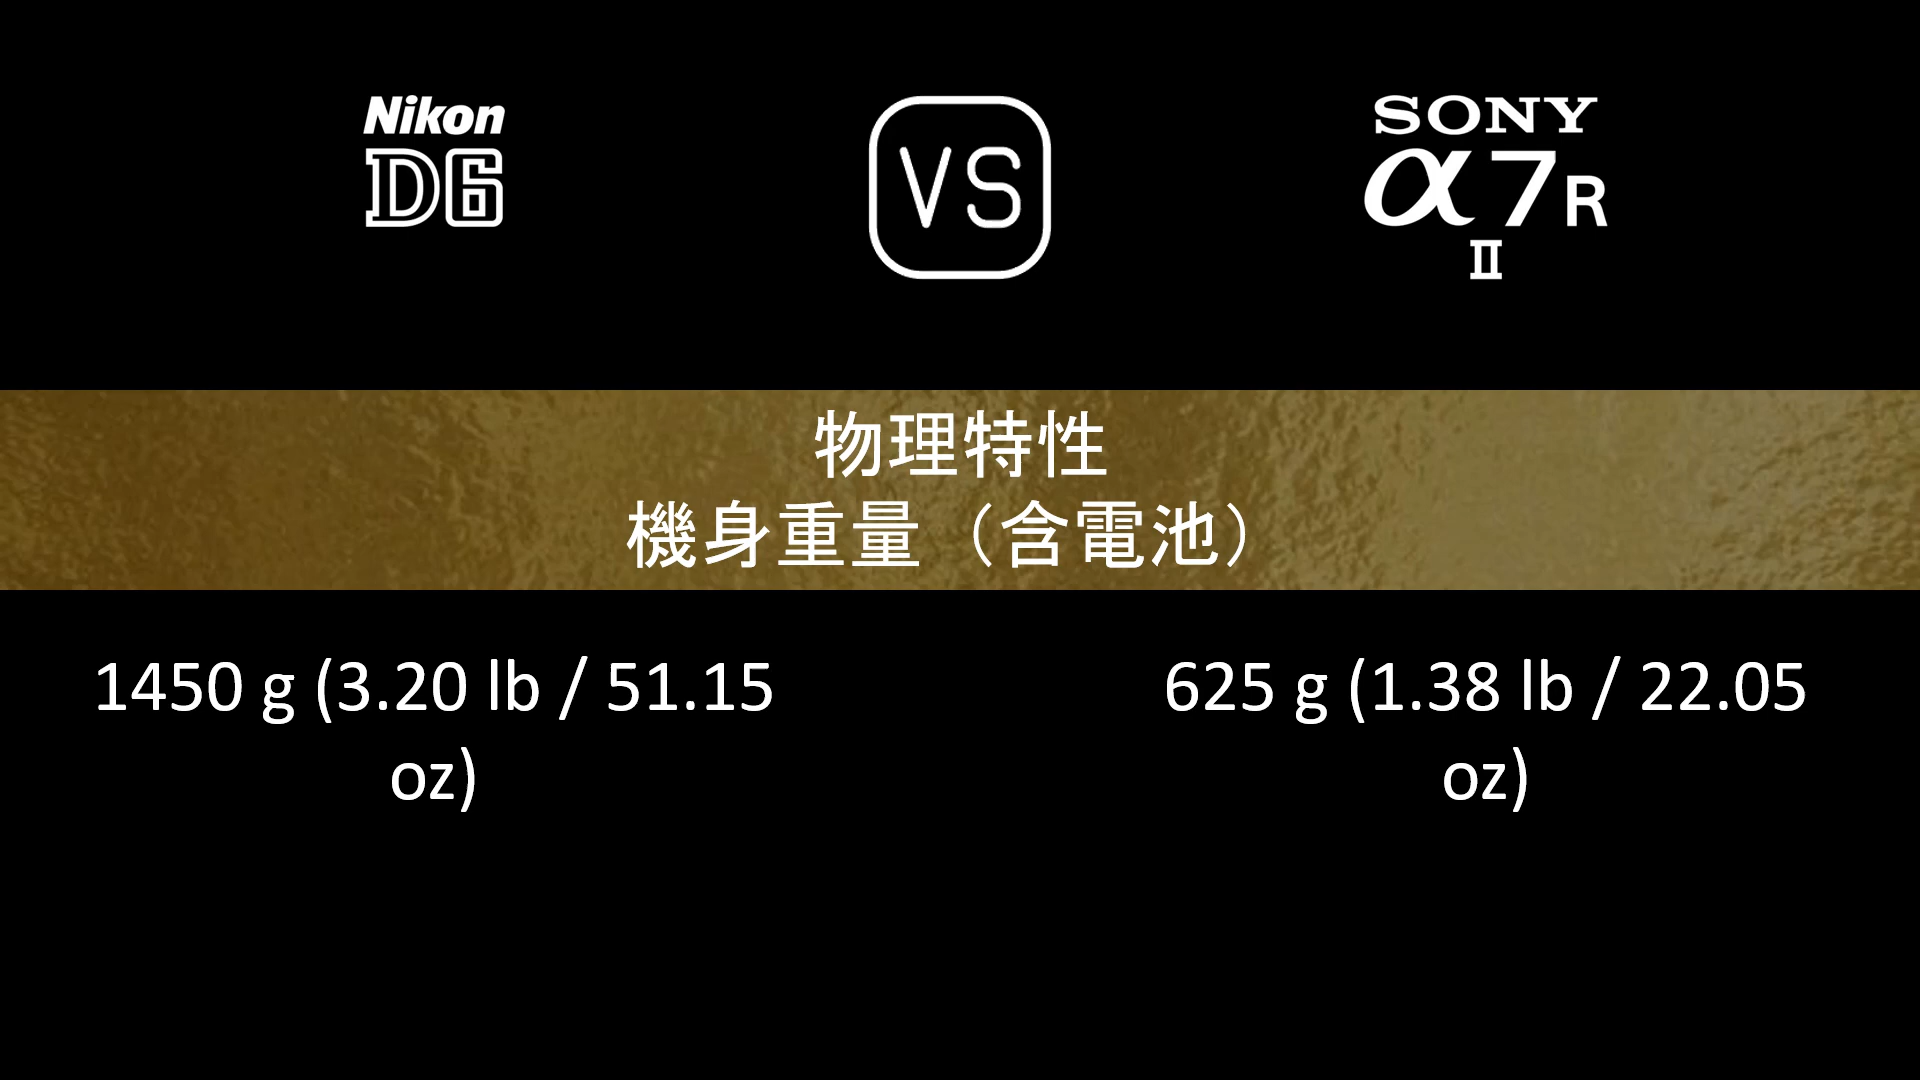 Nikon
D6
VS
SONY
α7R
II
物理特性
機身重量（含電池）
1450 g (3.20 lb / 51.15
oz)
625 g (1.38 lb / 22.05
oz)